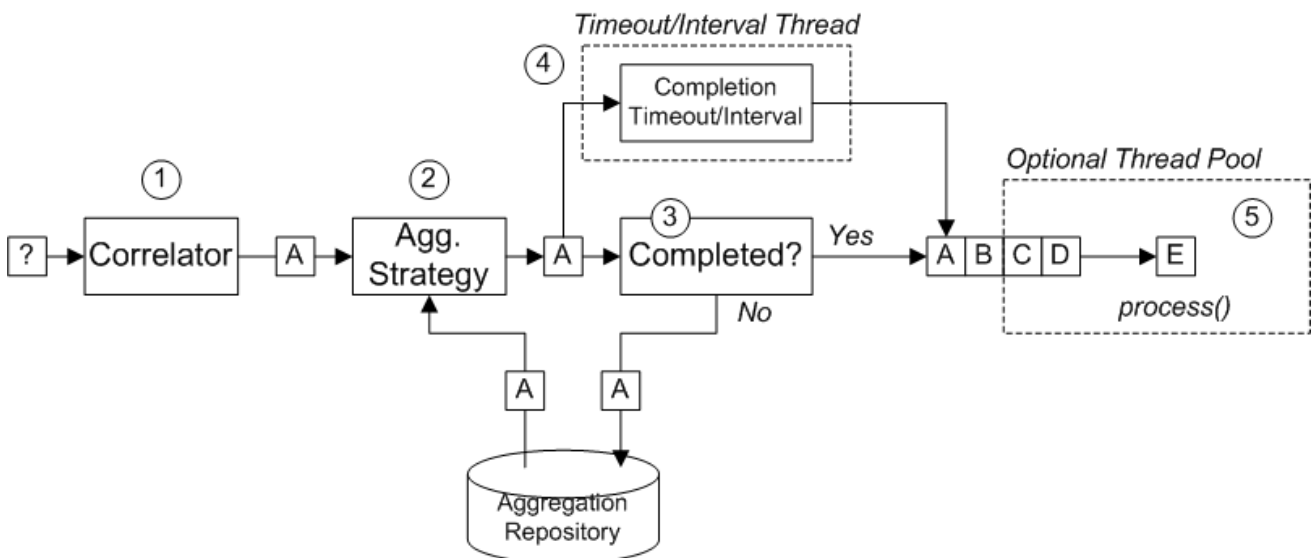 Timeout/Interval Thread
4
Completion
Timeout/Interval
Optional Thread Pool
1
2
3
5
?
Correlator
A
Agg.
Strategy
A
Completed?
Yes
A B C D
E
No
process()
A
A
Aggregation
Repository